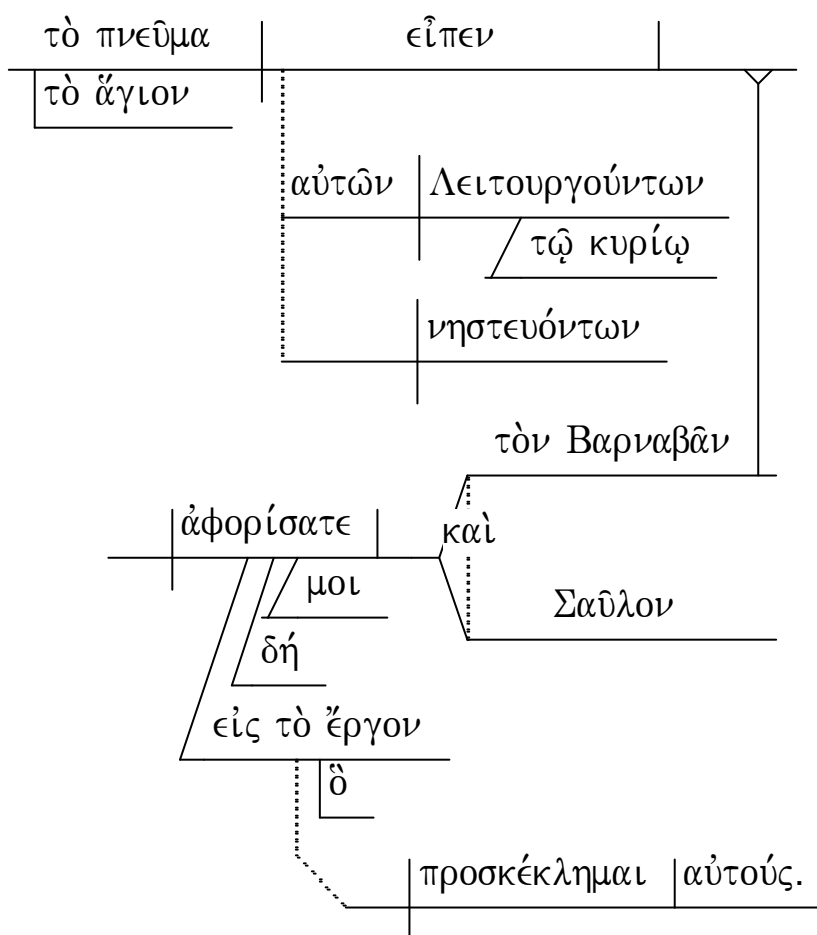 τὸ πνεῦμα εἶπεν
τὸ ἅγιον
αὐτῶν Λειτουργούντων
τῷ κυρίῳ
νηστευόντων
τὸν Βαρναβᾶν
ἀφορίσατε καὶ
μοι Σαῦλον
δή
εἰς τὸ ἔργον
ὃ
προσκέκλημαι αὐτούς.